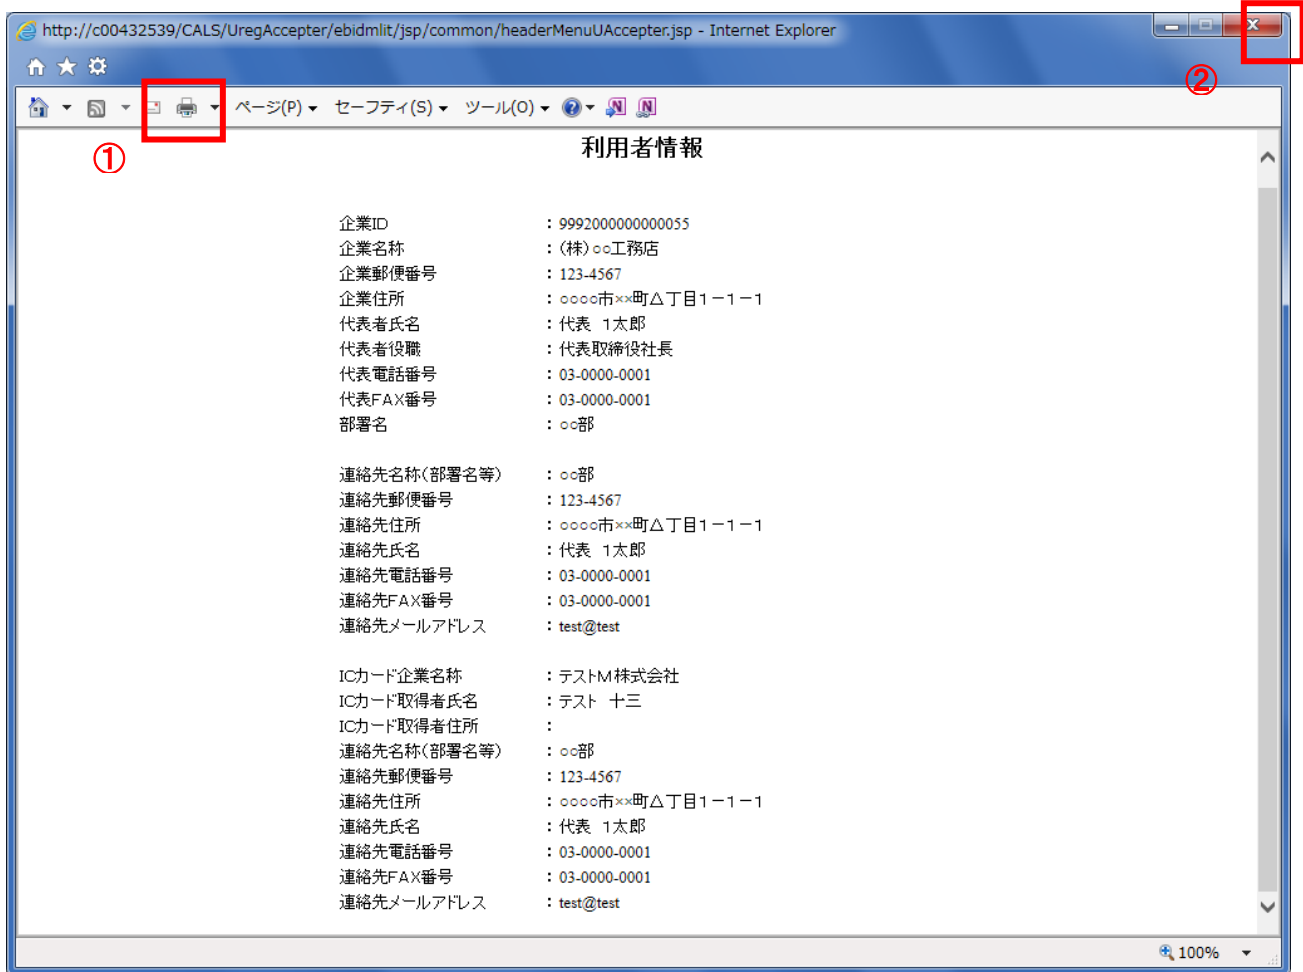 http://c00432539/CALS/UregAccepter/ebidmlit/jsp/common/headerMenuUAccepter.jsp - Internet Explorer
②
ページ(P) セーフティ(S) ツール(O)
①
利用者情報
企業ID ：9992000000000055
企業名称 ：(株)○○工務店
企業郵便番号 ：123-4567
企業住所 ：○○○○市××町△丁目１－１－１
代表者氏名 ：代表　１太郎
代表者役職 ：代表取締役社長
代表電話番号 ：03-0000-0001
代表FAX番号 ：03-0000-0001
部署名 ：○○部
連絡先名称(部署名等) ：○○部
連絡先郵便番号 ：123-4567
連絡先住所 ：○○○○市××町△丁目１－１－１
連絡先氏名 ：代表　１太郎
連絡先電話番号 ：03-0000-0001
連絡先FAX番号 ：03-0000-0001
連絡先メールアドレス ：test@test
ICカード企業名称 ：テストM株式会社
ICカード取得者氏名 ：テスト　十三
ICカード取得者住所 ：
連絡先名称(部署名等) ：○○部
連絡先郵便番号 ：123-4567
連絡先住所 ：○○○○市××町△丁目１－１－１
連絡先氏名 ：代表　１太郎
連絡先電話番号 ：03-0000-0001
連絡先FAX番号 ：03-0000-0001
連絡先メールアドレス ：test@test
100%